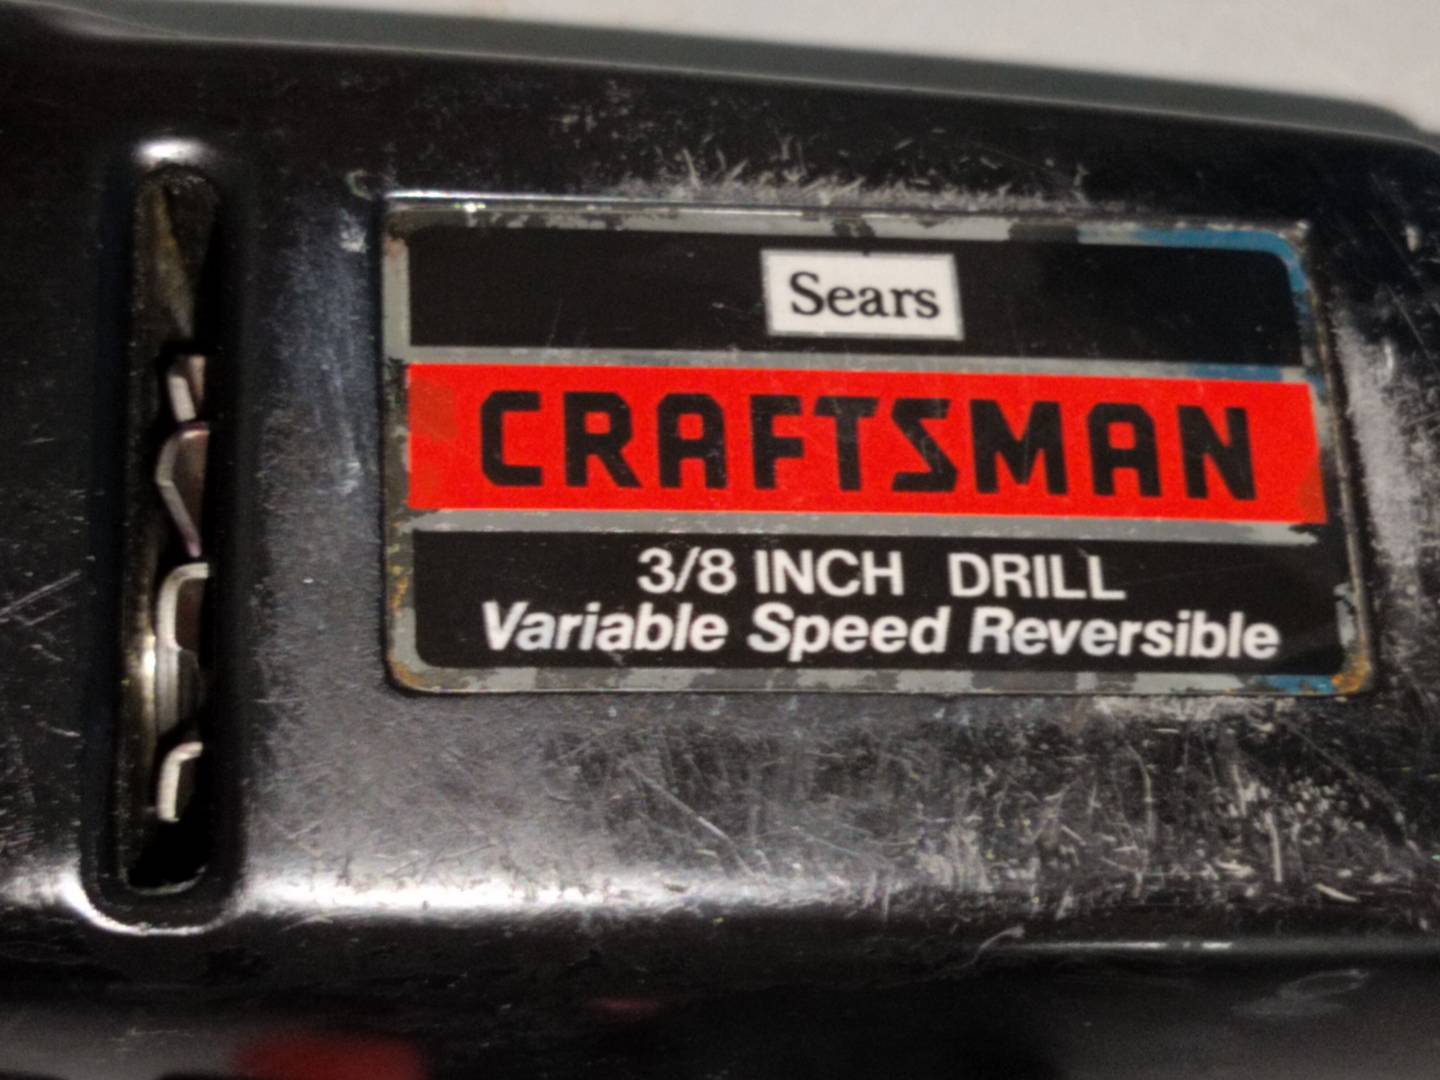 Sears
CRAFTSMAN
3/8 INCH DRILL
Variable Speed Reversible